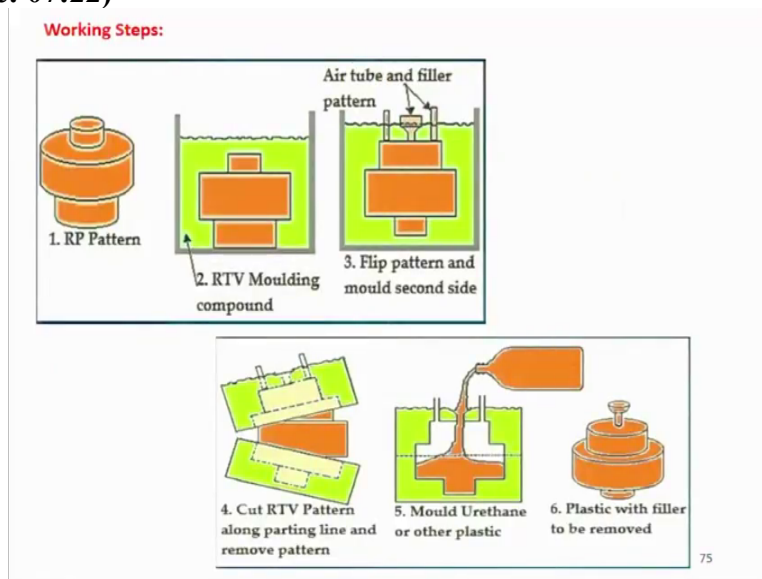 Working Steps:
Air tube and filler
pattern
1. RP Pattern
2. RTV Moulding
compound
3. Flip pattern and
mould second side
4. Cut RTV Pattern
along parting line and
remove pattern
5. Mould Urethane
or other plastic
6. Plastic with filler
to be removed
75